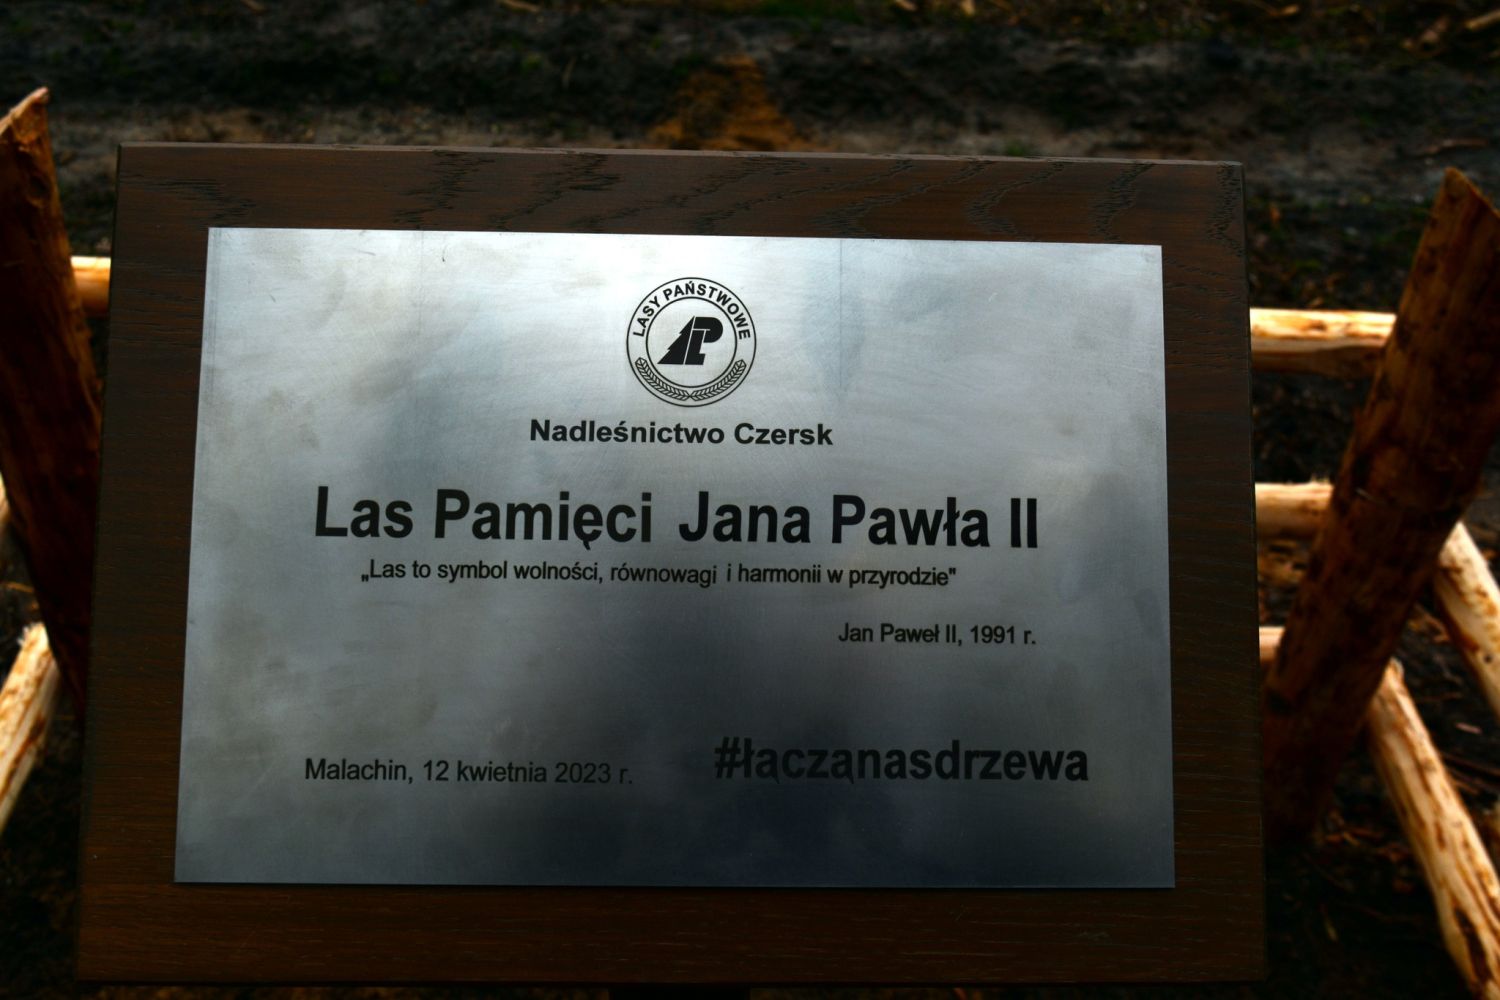 LASY PAŃSTWOWE
Nadleśnictwo Czersk
Las Pamięci Jana Pawła II
„Las to symbol wolności, równowagi i harmonii w przyrodzie"
Jan Paweł II, 1991 r.
Malachin, 12 kwietnia 2023 r.
#łącząnasdrzewa